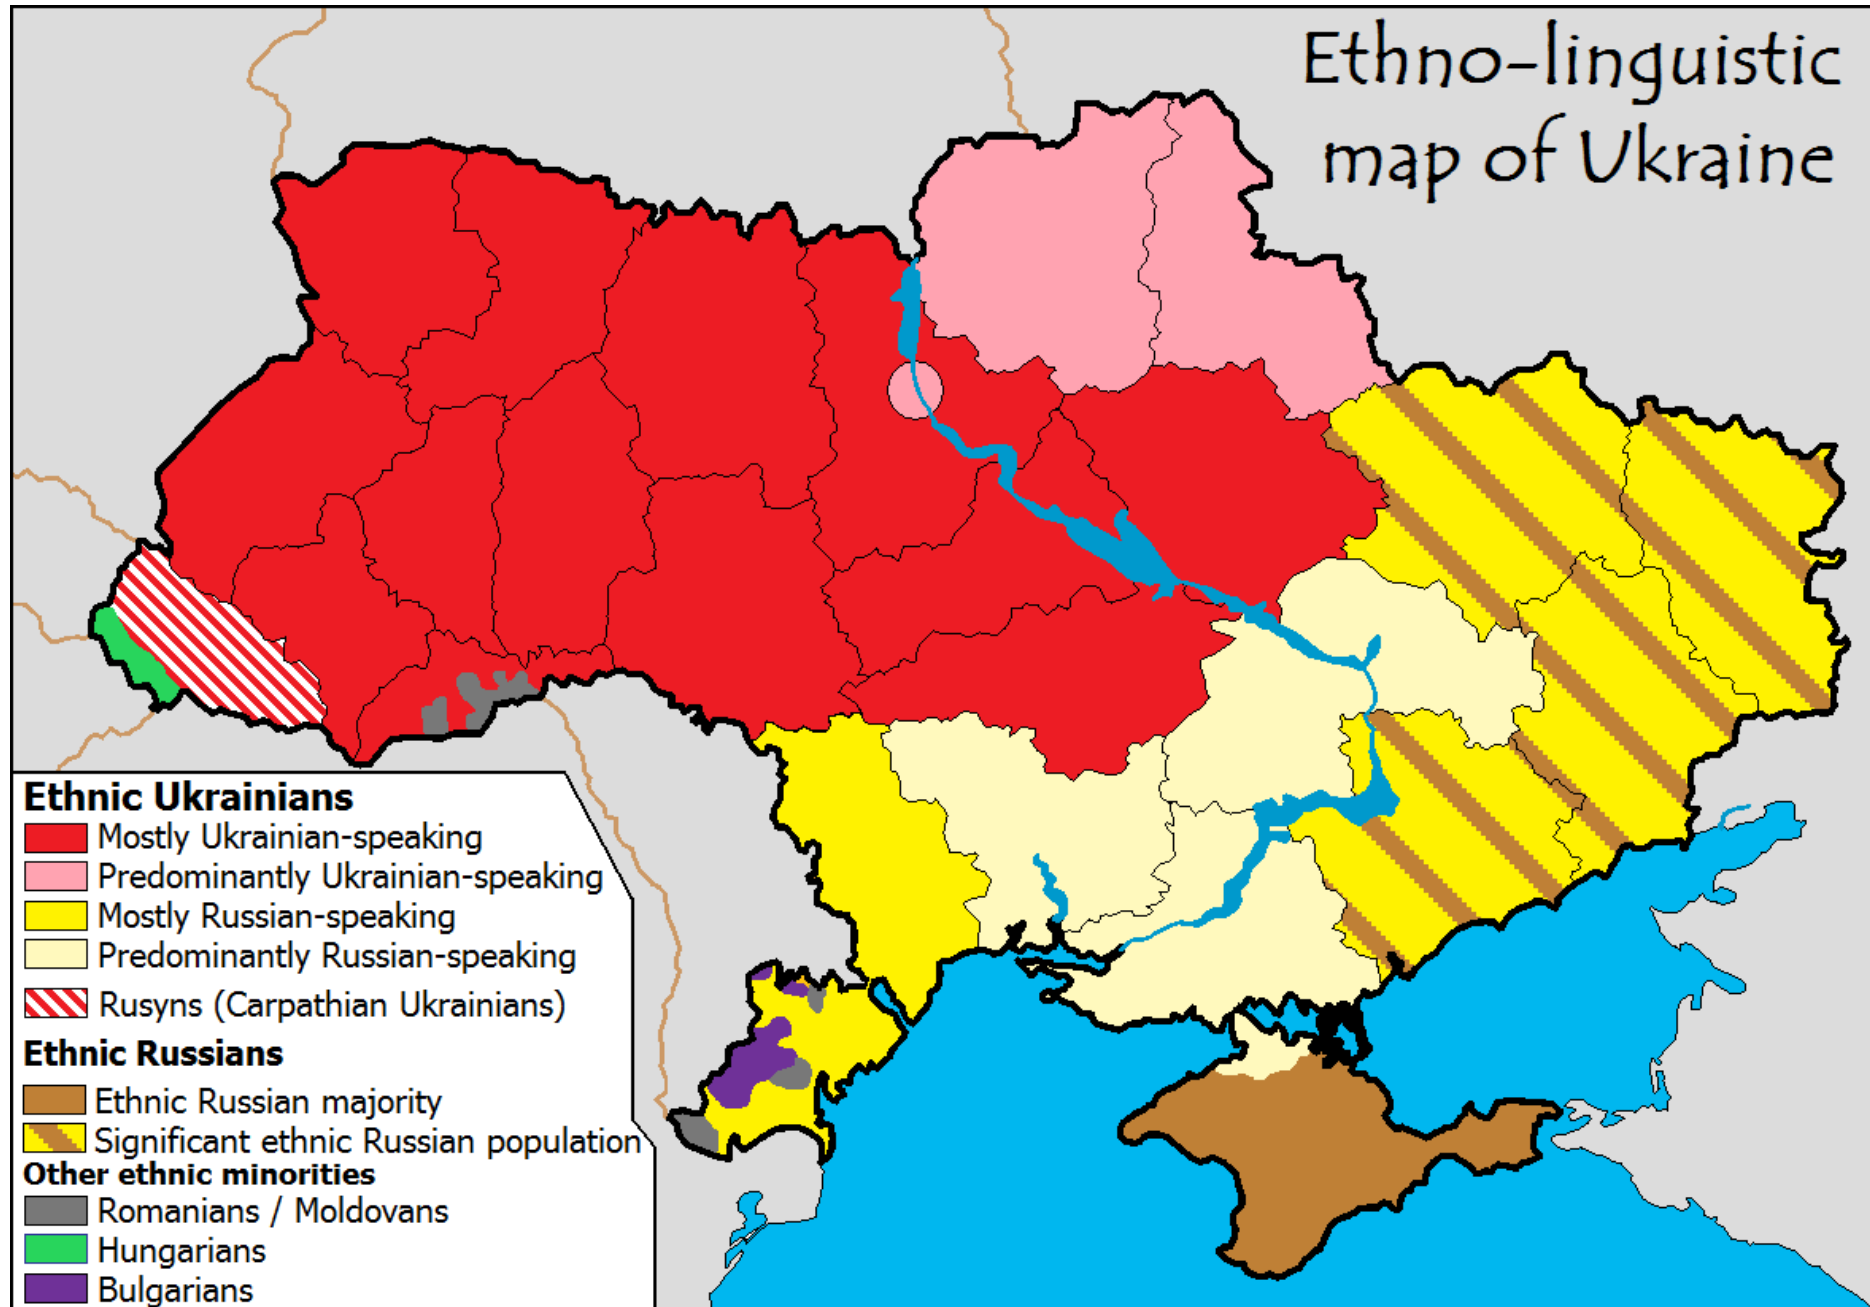 Ethno-linguistic
map of Ukraine
Ethnic Ukrainians
Mostly Ukrainian-speaking
Predominantly Ukrainian-speaking
Mostly Russian-speaking
Predominantly Russian-speaking
Rusyns (Carpathian Ukrainians)
Ethnic Russians
Ethnic Russian majority
Significant ethnic Russian population
Other ethnic minorities
Romanians / Moldovans
Hungarians
Bulgarians